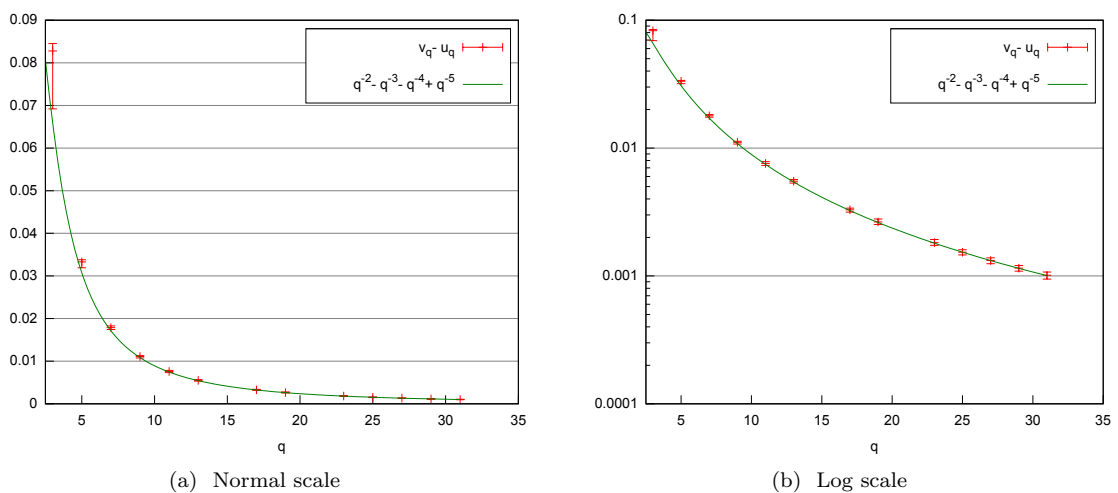 0.09
0.08
0.07
0.06
0.05
0.04
0.03
0.02
0.01
0
5 10 15 20 25 30 35
q
v_q - u_q
q^-2 - q^-3 - q^-4 + q^-5
(a) Normal scale
0.1
0.01
0.001
0.0001
5 10 15 20 25 30 35
q
v_q - u_q
q^-2 - q^-3 - q^-4 + q^-5
(b) Log scale